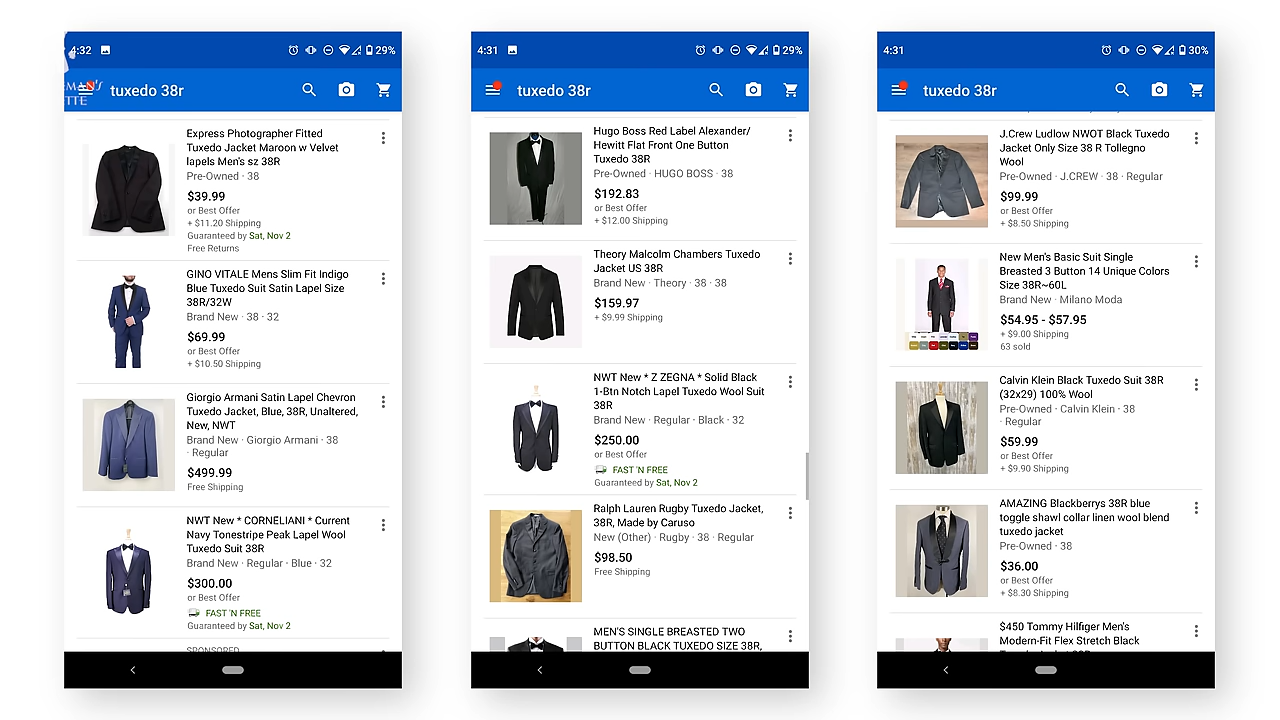 4:32
29%
MAN'S
TTE
tuxedo 38r
Express Photographer Fitted
Tuxedo Jacket Maroon w Velvet
lapels Men's sz 38R
Pre-Owned · 38
$39.99
or Best Offer
+ $11.20 Shipping
Guaranteed by Sat, Nov 2
Free Returns
GINO VITALE Mens Slim Fit Indigo
Blue Tuxedo Suit Satin Lapel Size
38R/32W
Brand New · 38 · 32
$69.99
or Best Offer
+ $10.50 Shipping
Giorgio Armani Satin Lapel Chevron
Tuxedo Jacket, Blue, 38R, Unaltered,
New, NWT
Brand New · Giorgio Armani · 38
· Regular
$499.99
Free Shipping
NWT New * CORNELIANI * Current
Navy Tonestripe Peak Lapel Wool
Tuxedo Suit 38R
Brand New · Regular · Blue · 32
$300.00
or Best Offer
FAST 'N FREE
Guaranteed by Sat, Nov 2
SPONSORED
4:31
29%
tuxedo 38r
Hugo Boss Red Label Alexander/
Hewitt Flat Front One Button
Tuxedo 38R
Pre-Owned · HUGO BOSS · 38
$192.83
or Best Offer
+ $12.00 Shipping
Theory Malcolm Chambers Tuxedo
Jacket US 38R
Brand New · Theory · 38 · 38
$159.97
+ $9.99 Shipping
NWT New * Z ZEGNA * Solid Black
1-Btn Notch Lapel Tuxedo Wool Suit
38R
Brand New · Regular · Black · 32
$250.00
or Best Offer
FAST 'N FREE
Guaranteed by Sat, Nov 2
Ralph Lauren Rugby Tuxedo Jacket,
38R, Made by Caruso
New (Other) · Rugby · 38 · Regular
$98.50
Free Shipping
MEN'S SINGLE BREASTED TWO
BUTTON BLACK TUXEDO SIZE 38R,
4:31
30%
tuxedo 38r
J.Crew Ludlow NWOT Black Tuxedo
Jacket Only Size 38 R Tollegno
Wool
Pre-Owned · J.CREW · 38 · Regular
$99.99
or Best Offer
+ $8.50 Shipping
New Men's Basic Suit Single
Breasted 3 Button 14 Unique Colors
Size 38R~60L
Brand New · Milano Moda
$54.95 - $57.95
+ $9.00 Shipping
63 sold
Calvin Klein Black Tuxedo Suit 38R
(32x29) 100% Wool
Pre-Owned · Calvin Klein · 38
· Regular
$59.99
or Best Offer
+ $9.90 Shipping
AMAZING Blackberrys 38R blue
toggle shawl collar linen wool blend
tuxedo jacket
Pre-Owned · 38
$36.00
or Best Offer
+ $8.30 Shipping
$450 Tommy Hilfiger Men's
Modern-Fit Flex Stretch Black